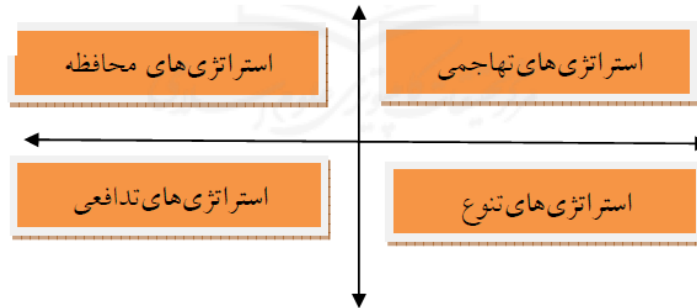 استراتژی‌های تهاجمی
استراتژی‌های محافظه
استراتژی‌های تنوع
استراتژی‌های تدافعی